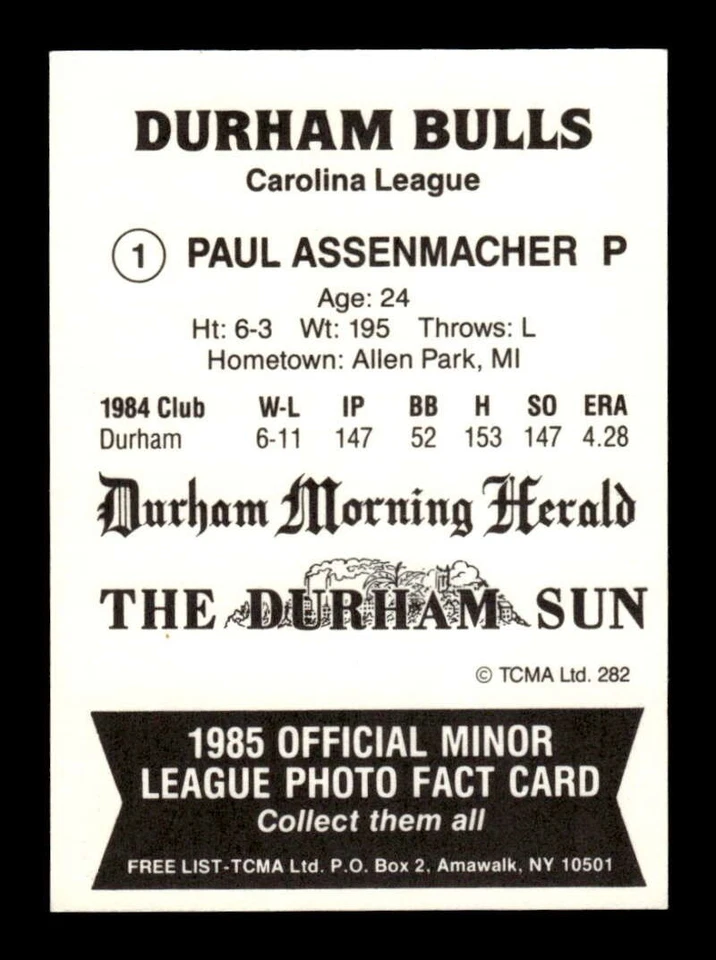 DURHAM BULLS
Carolina League
1 PAUL ASSENMACHER P
Age: 24
Ht: 6-3 Wt: 195 Throws: L
Hometown: Allen Park, MI
1984 Club W-L IP BB H SO ERA
Durham 6-11 147 52 153 147 4.28
Durham Morning Herald
THE DURHAM SUN
© TCMA Ltd. 282
1985 OFFICIAL MINOR
LEAGUE PHOTO FACT CARD
Collect them all
FREE LIST-TCMA Ltd. P.O. Box 2, Amawalk, NY 10501